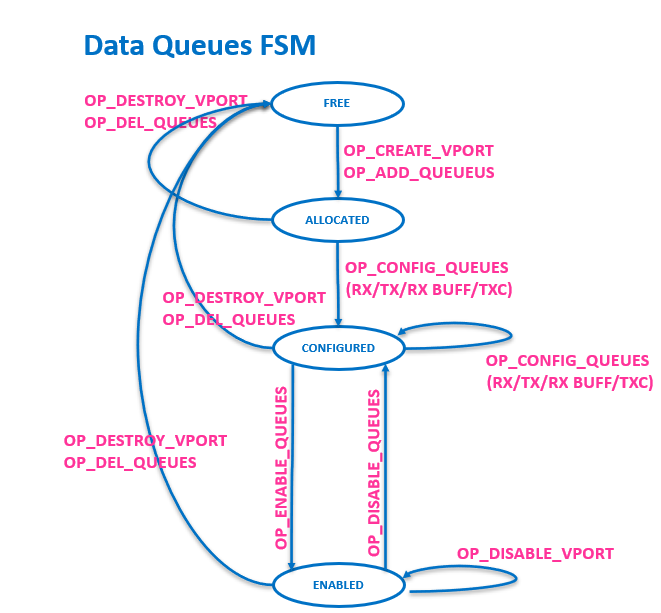 Data Queues FSM
OP_DESTROY_VPORT
OP_DEL_QUEUES
FREE
OP_CREATE_VPORT
OP_ADD_QUEUEUS
ALLOCATED
OP_CONFIG_QUEUES
(RX/TX/RX BUFF/TXC)
OP_DESTROY_VPORT
OP_DEL_QUEUES
CONFIGURED
OP_CONFIG_QUEUES
(RX/TX/RX BUFF/TXC)
OP_ENABLE_QUEUES
OP_DISABLE_QUEUES
OP_DESTROY_VPORT
OP_DEL_QUEUES
OP_DISABLE_VPORT
ENABLED